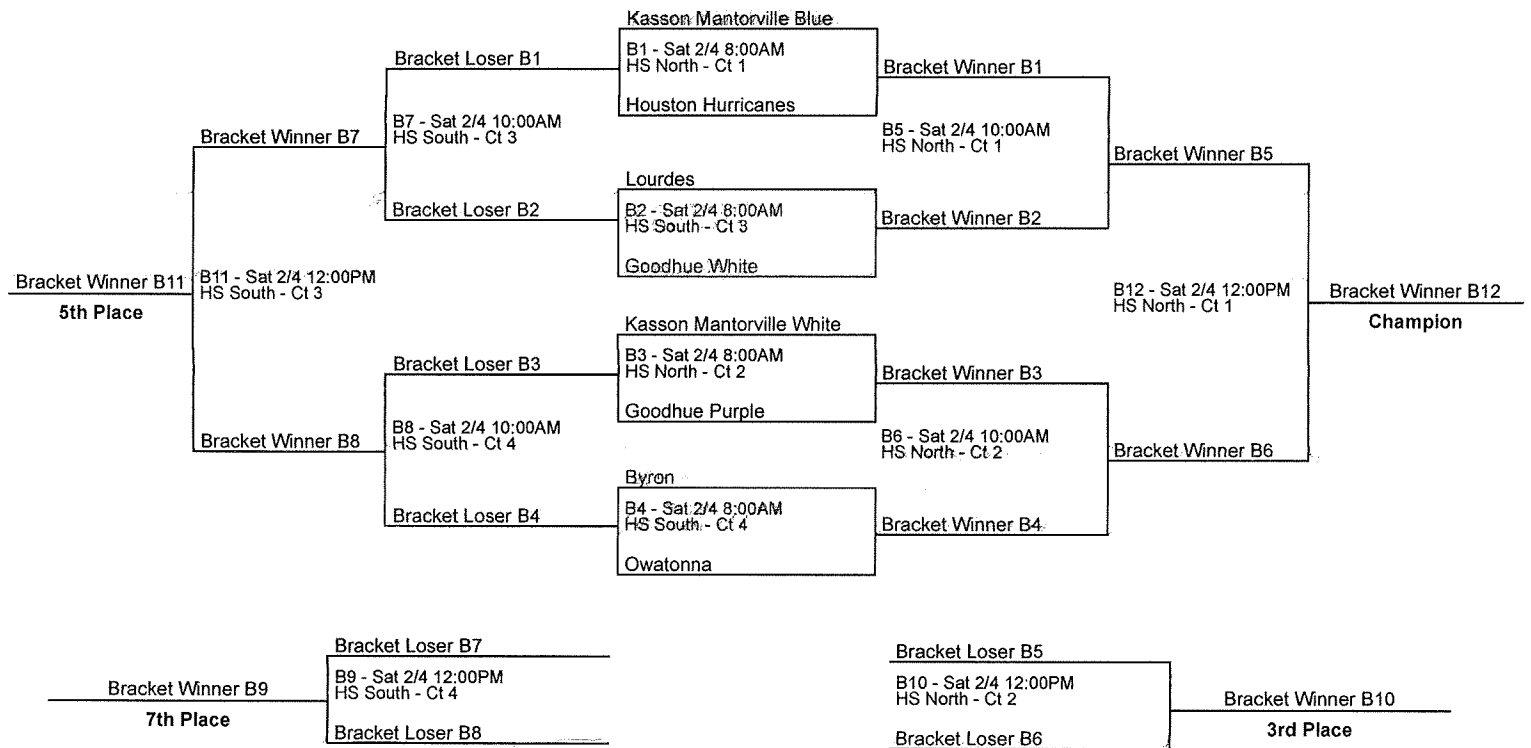 Kasson Mantorville Blue
Bracket Loser B1
B1 - Sat 2/4 8:00AM
HS North - Ct 1
Bracket Winner B1
Houston Hurricanes
Bracket Winner B7
B7 - Sat 2/4 10:00AM
HS South - Ct 3
B5 - Sat 2/4 10:00AM
HS North - Ct 1
Bracket Winner B5
Lourdes
Bracket Loser B2
B2 - Sat 2/4 8:00AM
HS South - Ct 3
Bracket Winner B2
Goodhue White
Bracket Winner B11
5th Place
B11 - Sat 2/4 12:00PM
HS South - Ct 3
B12 - Sat 2/4 12:00PM
HS North - Ct 1
Bracket Winner B12
Champion
Kasson Mantorville White
Bracket Loser B3
B3 - Sat 2/4 8:00AM
HS North - Ct 2
Bracket Winner B3
Goodhue Purple
Bracket Winner B8
B8 - Sat 2/4 10:00AM
HS South - Ct 4
B6 - Sat 2/4 10:00AM
HS North - Ct 2
Bracket Winner B6
Byron
Bracket Loser B4
B4 - Sat 2/4 8:00AM
HS South - Ct 4
Bracket Winner B4
Owatonna
Bracket Loser B7
Bracket Winner B9
7th Place
B9 - Sat 2/4 12:00PM
HS South - Ct 4
Bracket Loser B8
Bracket Loser B5
B10 - Sat 2/4 12:00PM
HS North - Ct 2
Bracket Winner B10
3rd Place
Bracket Loser B6